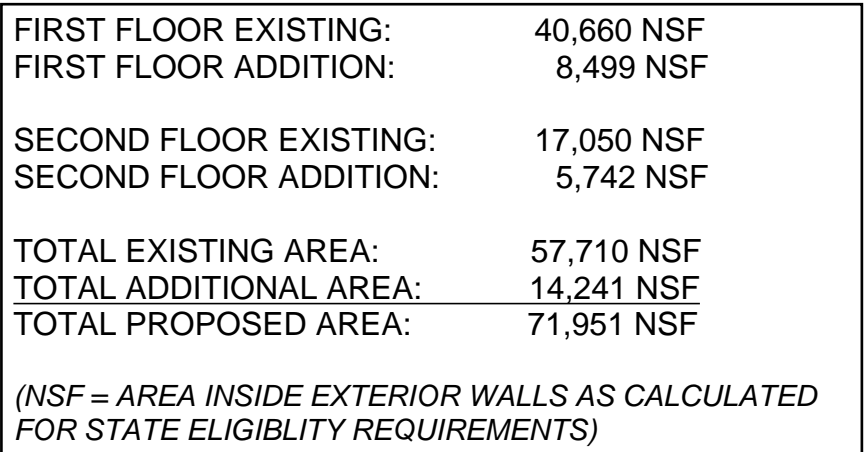 FIRST FLOOR EXISTING: 40,660 NSF
FIRST FLOOR ADDITION: 8,499 NSF
SECOND FLOOR EXISTING: 17,050 NSF
SECOND FLOOR ADDITION: 5,742 NSF
TOTAL EXISTING AREA: 57,710 NSF
TOTAL ADDITIONAL AREA: 14,241 NSF
TOTAL PROPOSED AREA: 71,951 NSF
(NSF = AREA INSIDE EXTERIOR WALLS AS CALCULATED
FOR STATE ELIGIBLITY REQUIREMENTS)